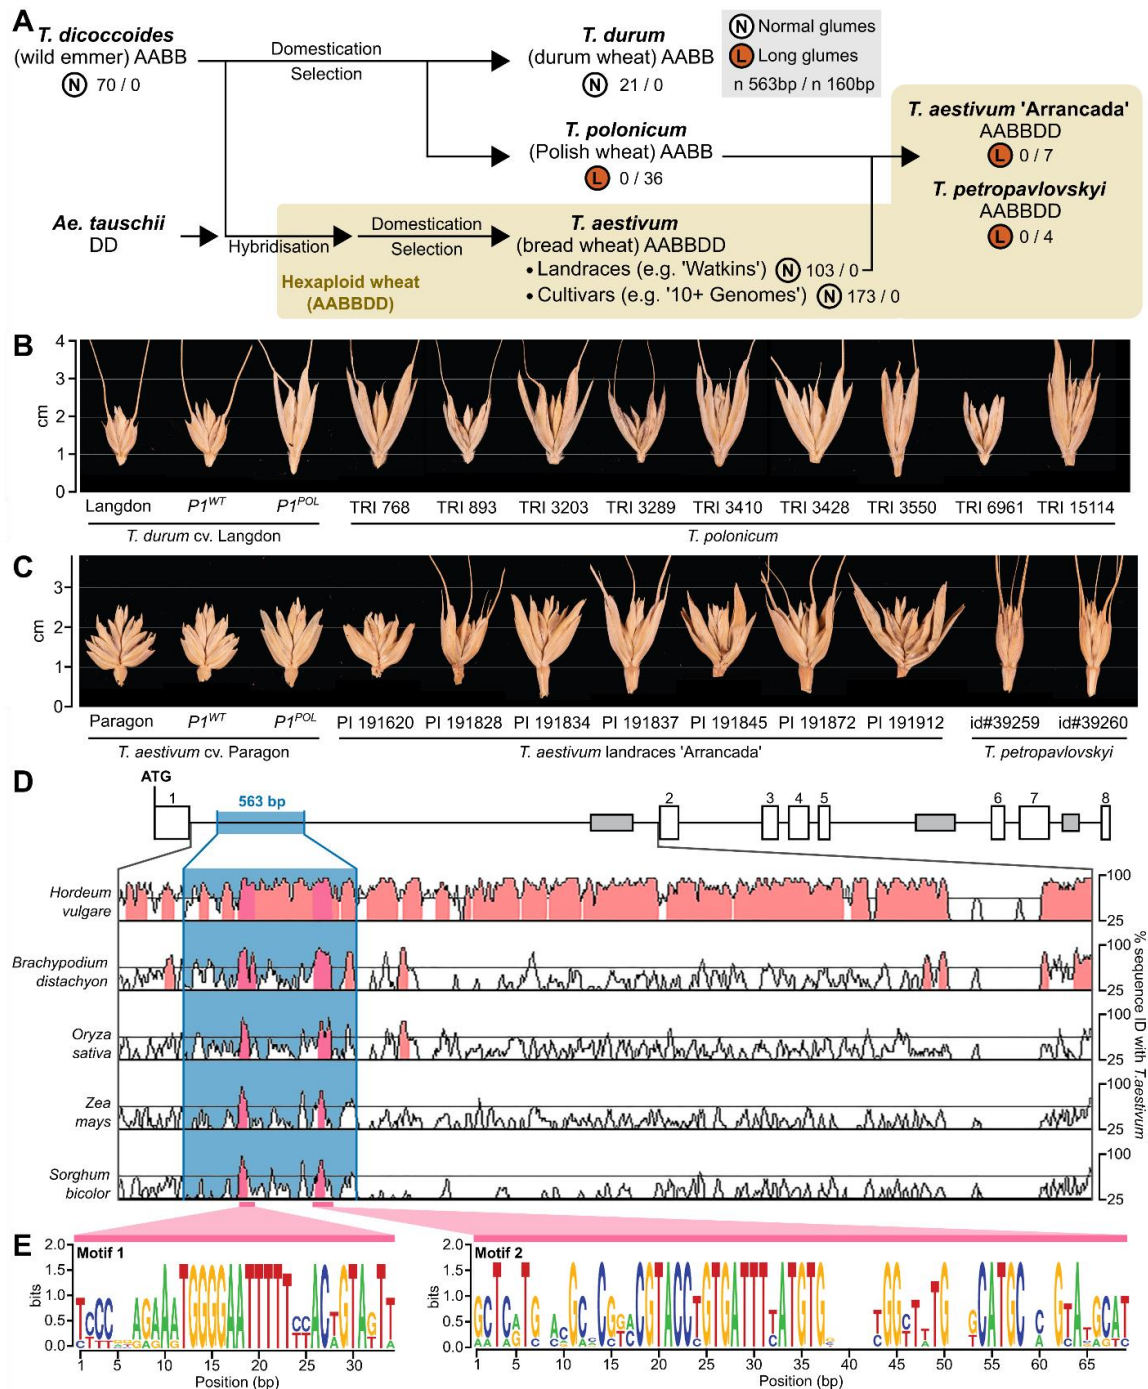 A
T. dicoccoides
(wild emmer) AABB
N 70 / 0
Domestication
Selection
T. durum
(durum wheat) AABB
N 21 / 0
N Normal glumes
L Long glumes
n 563bp / n 160bp
T. polonicum
(Polish wheat) AABB
L 0 / 36
T. aestivum 'Arrancada'
AABBDD
L 0 / 7
T. petropavlovskyi
AABBDD
L 0 / 4
Ae. tauschii
DD
Hybridisation
Domestication
Selection
Hexaploid wheat
(AABBDD)
T. aestivum
(bread wheat) AABBDD
• Landraces (e.g. 'Watkins') N 103 / 0
• Cultivars (e.g. '10+ Genomes') N 173 / 0
B
cm
4
3
2
1
0
Langdon P1WT P1POL TRI 768 TRI 893 TRI 3203 TRI 3289 TRI 3410 TRI 3428 TRI 3550 TRI 6961 TRI 15114
T. durum cv. Langdon T. polonicum
C
cm
3
2
1
0
Paragon P1WT P1POL PI 191620 PI 191828 PI 191834 PI 191837 PI 191845 PI 191872 PI 191912 id#39259 id#39260
T. aestivum cv. Paragon T. aestivum landraces 'Arrancada' T. petropavlovskyi
D
ATG
1 563 bp 2 3 4 5 6 7 8
Hordeum
vulgare
100
25
Brachypodium
distachyon
100
25
Oryza
sativa
100
25
Zea
mays
100
25
Sorghum
bicolor
100
25
% sequence ID with T.aestivum
E
Motif 1
bits
2.0
1.5
1.0
0.5
0.0
1 5 10 15 20 25 30
Position (bp)
Motif 2
bits
2.0
1.5
1.0
0.5
0.0
1 5 10 15 20 25 30 35 40 45 50 55 60 65
Position (bp)